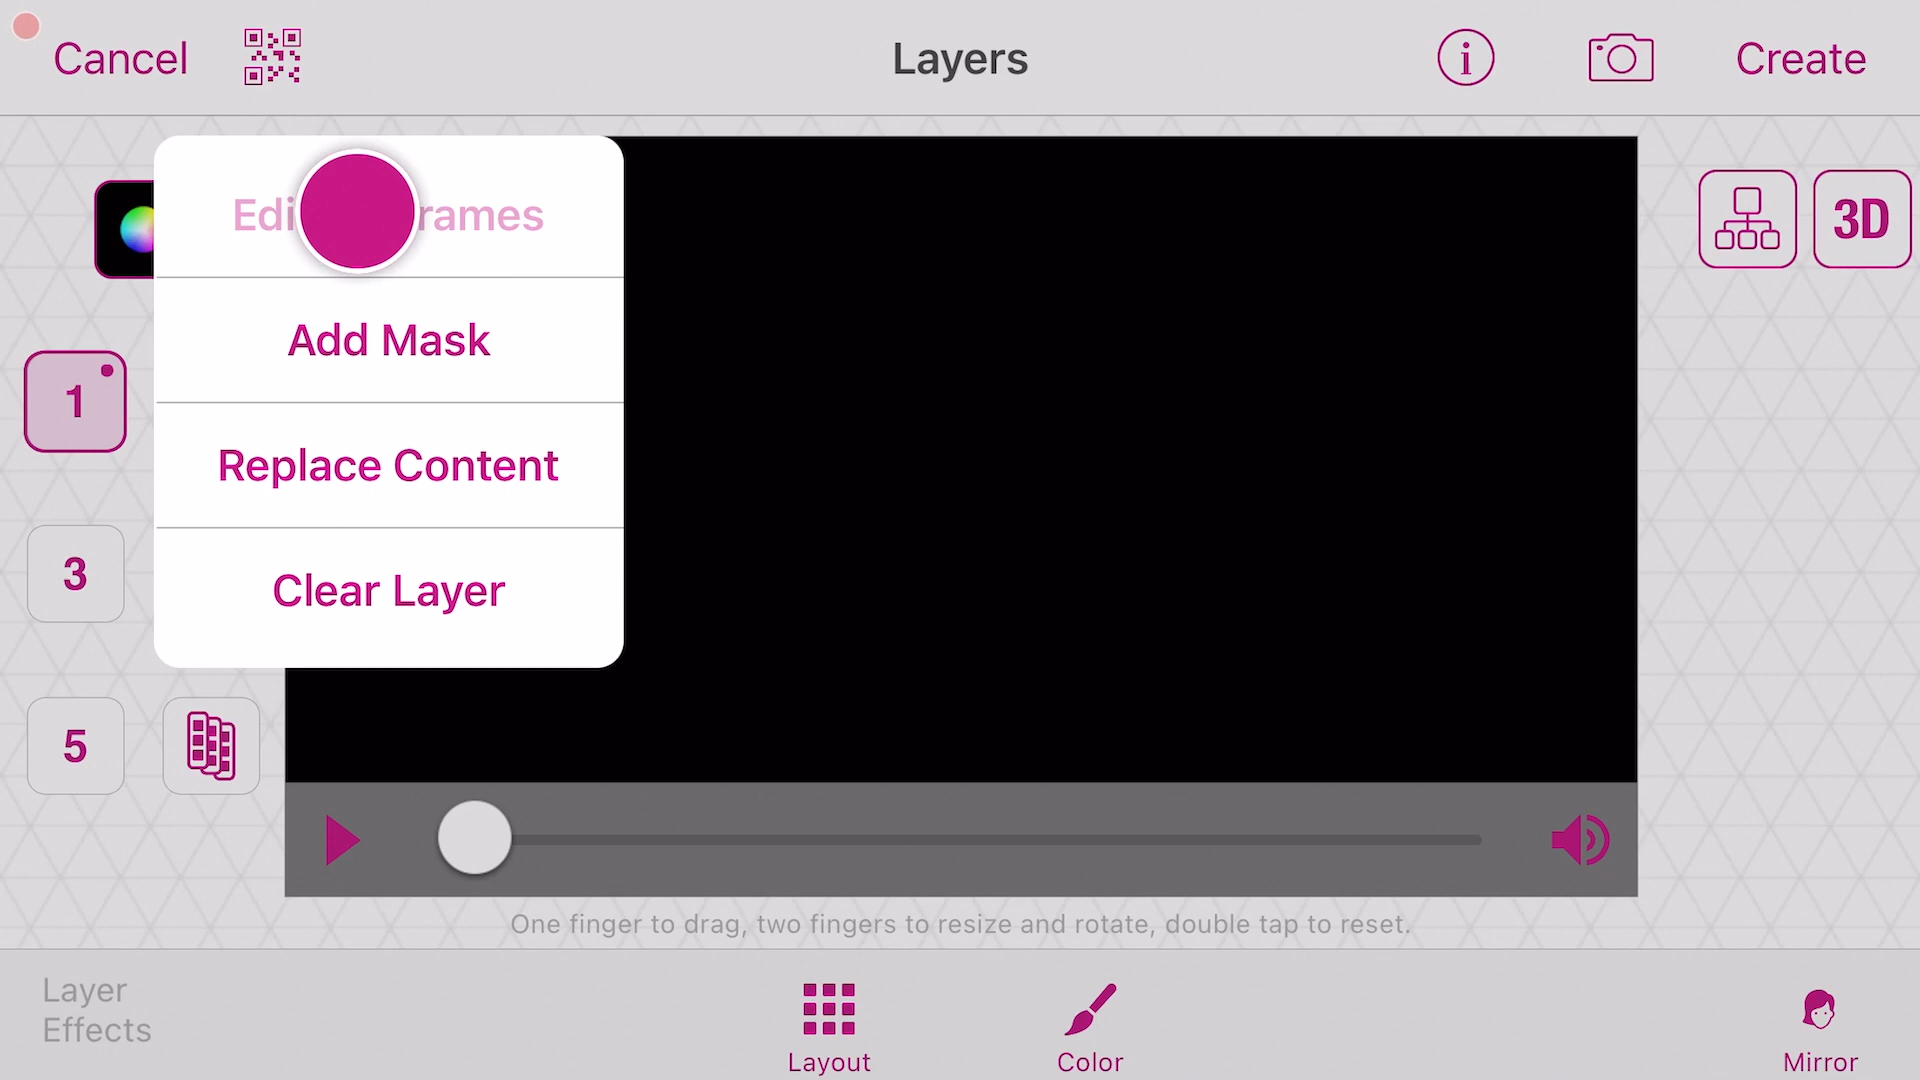 Cancel
Layers
i
Create
Edi rames
3D
Add Mask
1
Replace Content
3
Clear Layer
5
One finger to drag, two fingers to resize and rotate, double tap to reset.
Layer
Effects
Layout
Color
Mirror